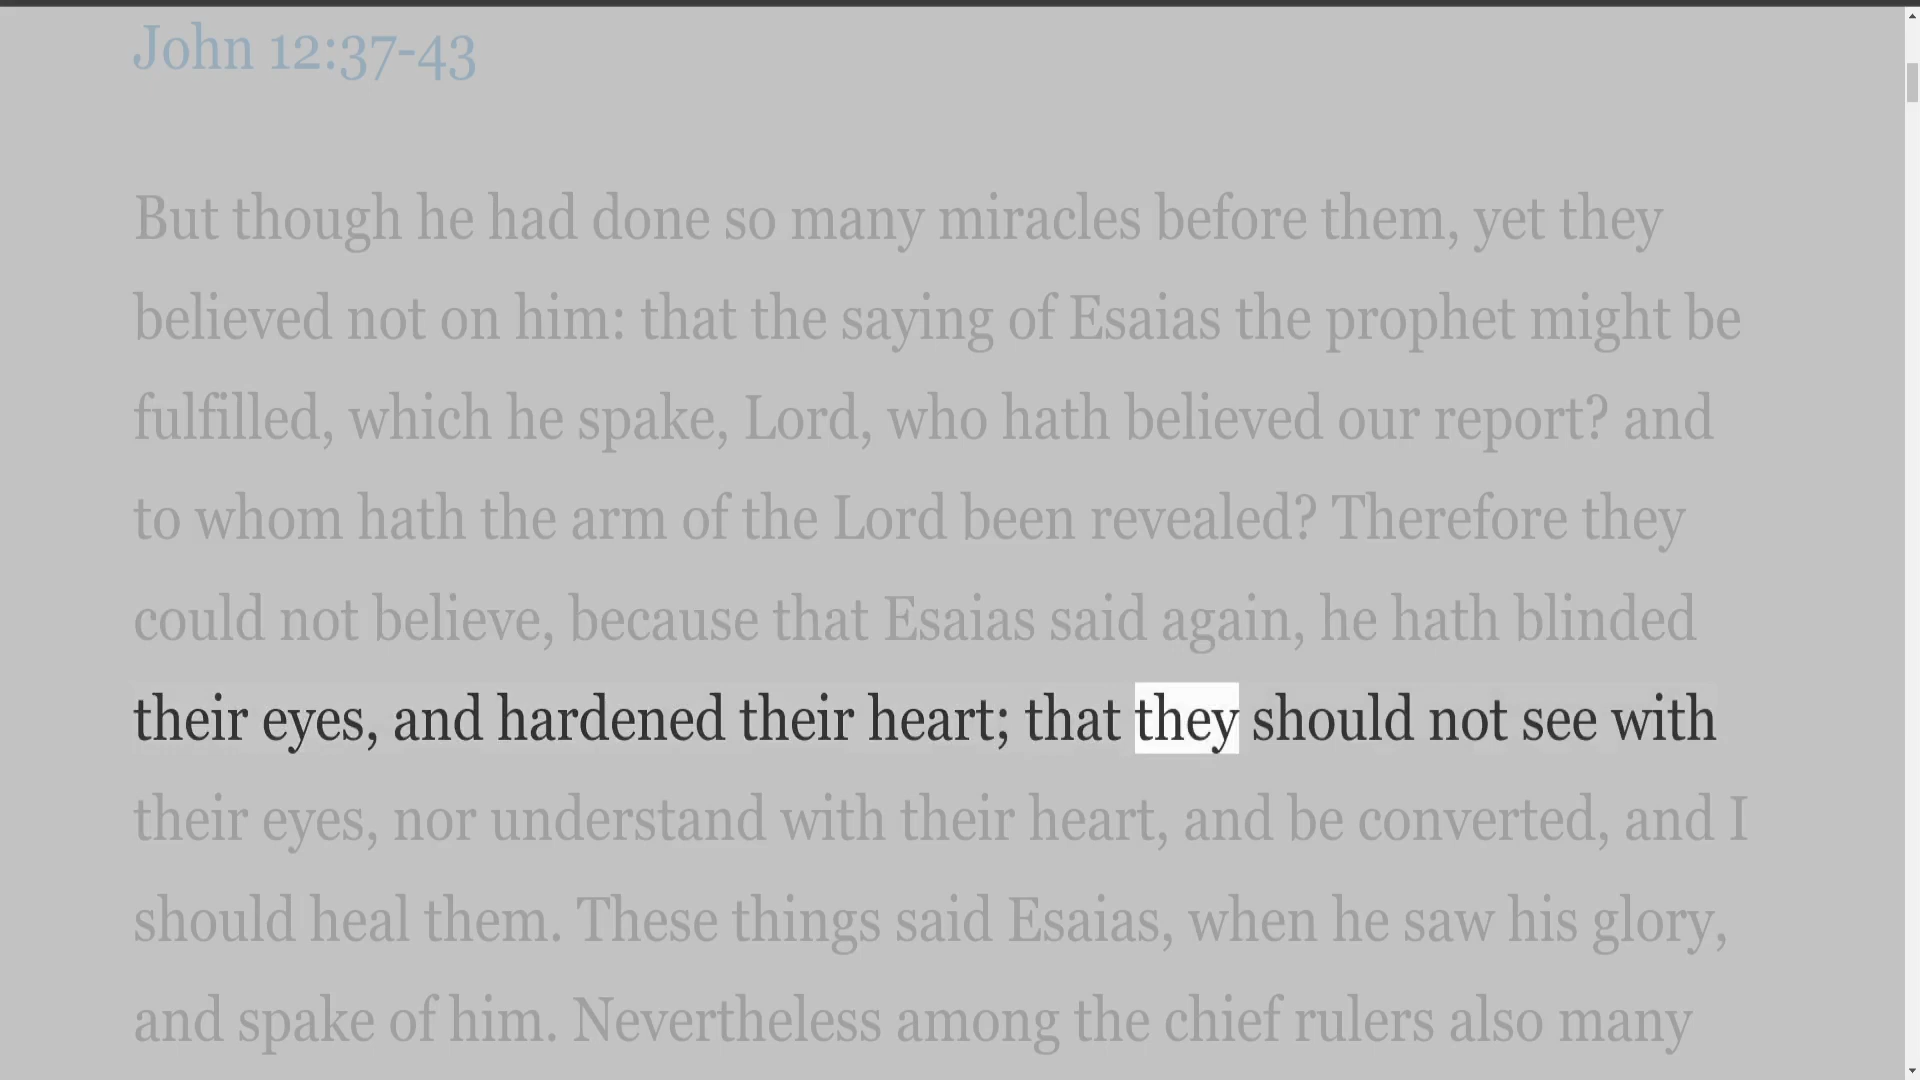 John 12:37-43
But though he had done so many miracles before them, yet they
believed not on him: that the saying of Esaias the prophet might be
fulfilled, which he spake, Lord, who hath believed our report? and
to whom hath the arm of the Lord been revealed? Therefore they
could not believe, because that Esaias said again, he hath blinded
their eyes, and hardened their heart; that they should not see with
their eyes, nor understand with their heart, and be converted, and I
should heal them. These things said Esaias, when he saw his glory,
and spake of him. Nevertheless among the chief rulers also many